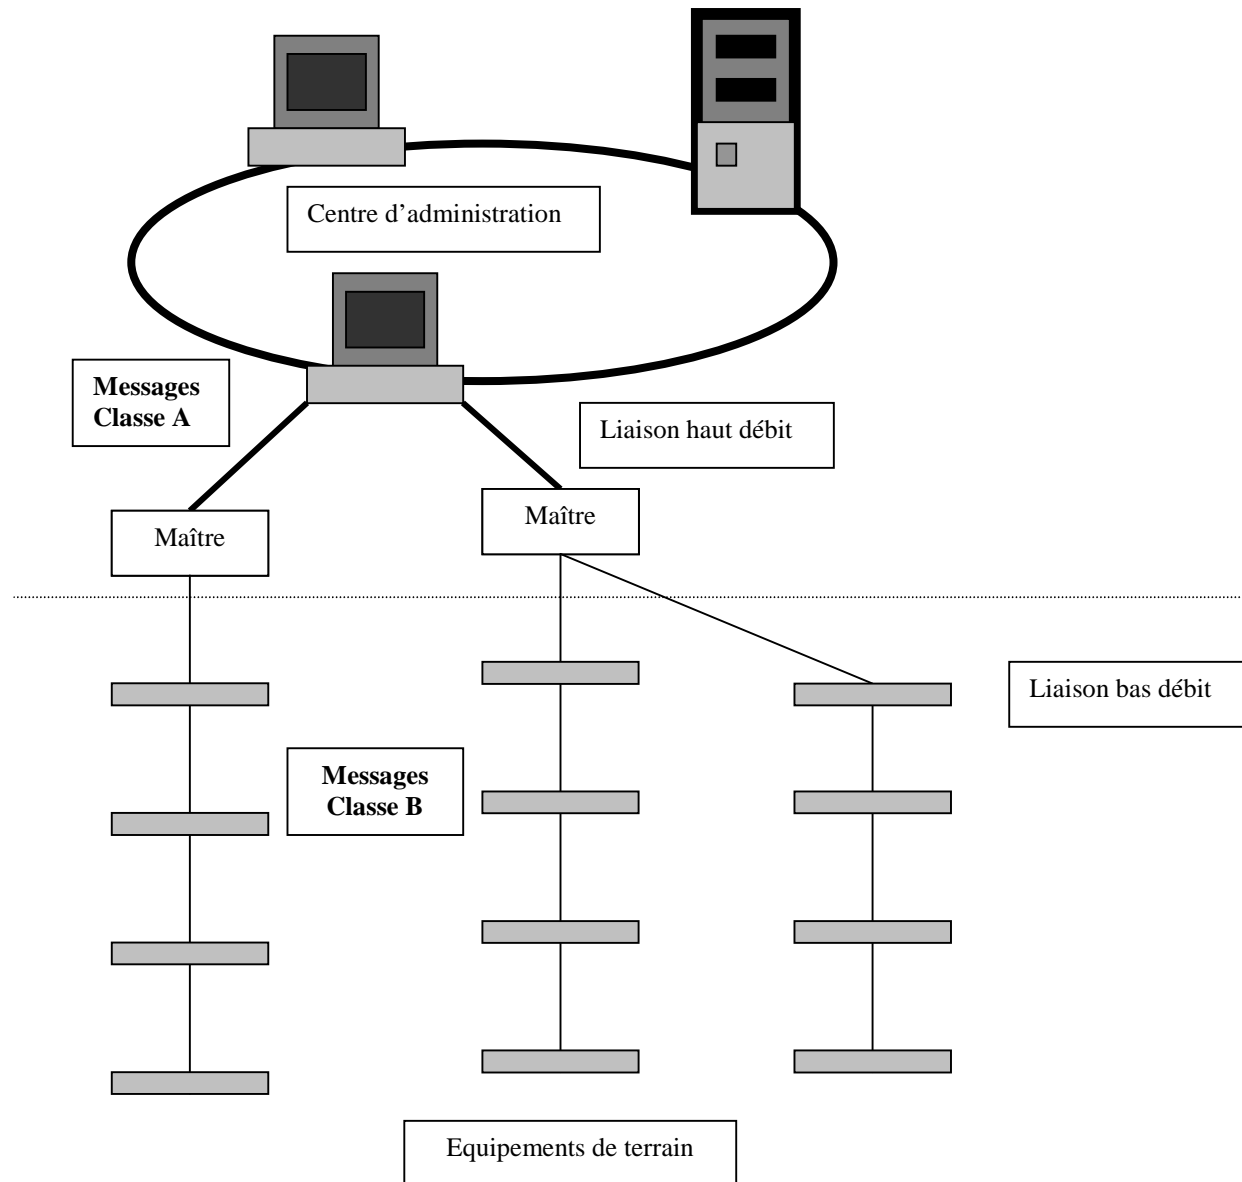 Centre d'administration
Messages
Classe A
Liaison haut débit
Maître
Maître
Liaison bas débit
Messages
Classe B
Equipements de terrain